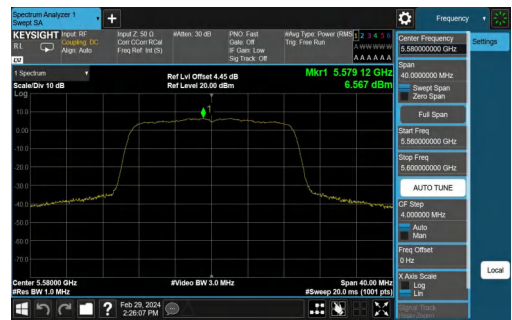 Spectrum Analyzer 1
Swept SA
Frequency
KEYSIGHT
RL
LV
Input: RF
Coupling: DC
Align: Auto
Input Z: 50 Ω
Corr CCorr RCal
Freq Ref: Int (S)
#Atten: 30 dB
PNO: Fast
Gate: Off
IF Gain: Low
Sig Track: Off
#Avg Type: Power (RMS
Trig: Free Run
1 2 3 4 5 6
A W W W W W
A A A A A A
1 Spectrum
Scale/Div 10 dB
Log
Ref Lvl Offset 4.45 dB
Ref Level 20.00 dBm
Mkr1 5.579 12 GHz
6.567 dBm
1
10.0
0.00
-10.0
-20.0
-30.0
-40.0
-50.0
-60.0
-70.0
Center 5.58000 GHz
#Res BW 1.0 MHz
#Video BW 3.0 MHz
Span 40.00 MHz
#Sweep 20.0 ms (1001 pts)
Center Frequency
5.580000000 GHz
Span
40.0000000 MHz
Swept Span
Zero Span
Full Span
Start Freq
5.560000000 GHz
Stop Freq
5.600000000 GHz
AUTO TUNE
CF Step
4.000000 MHz
Auto
Man
Freq Offset
0 Hz
X Axis Scale
Log
Lin
Signal Track
Settings
Local
?
Feb 29, 2024
2:26:07 PM